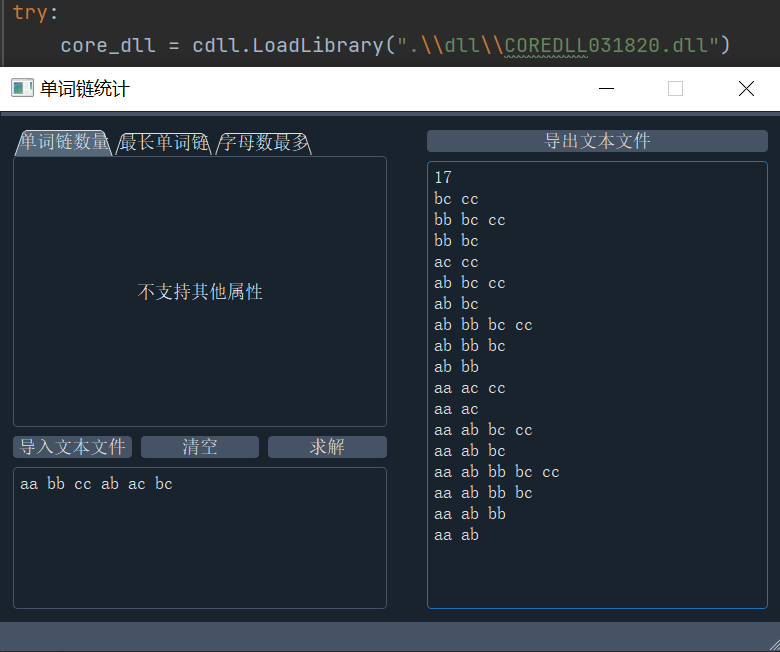 try:
core_dll = cdll.LoadLibrary(".\\dll\\COREDLL031820.dll")
单词链统计
单词链数量 最长单词链 字母数最多
不支持其他属性
导入文本文件 清空 求解
aa bb cc ab ac bc
导出文本文件
17
bc cc
bb bc cc
bb bc
ac cc
ab bc cc
ab bc
ab bb bc cc
ab bb bc
ab bb
aa ac cc
aa ac
aa ab bc cc
aa ab bc
aa ab bb bc cc
aa ab bb bc
aa ab bb
aa ab